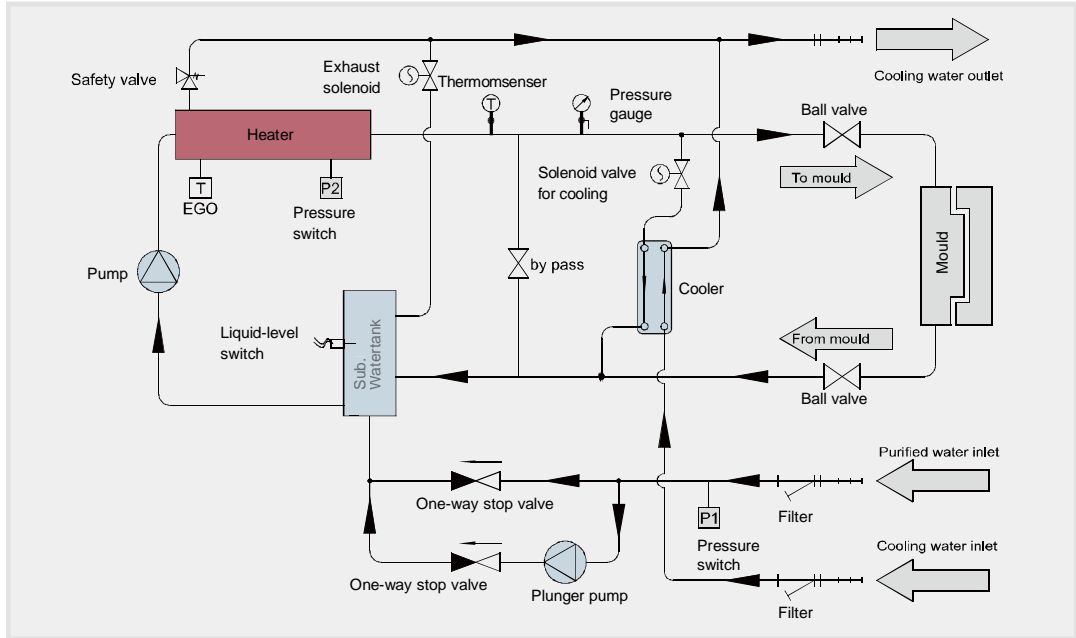 Safety valve
Exhaust
solenoid
Thermomsenser
Pressure
gauge
Cooling water outlet
Ball valve
Heater
T
Solenoid valve
for cooling
To mould
T
P2
EGO
Pressure
switch
Mould
Pump
by pass
Cooler
Liquid-level
switch
Sub.
Watertank
From mould
Ball valve
Purified water inlet
One-way stop valve
P1
Filter
Pressure
switch
Cooling water inlet
One-way stop valve
Plunger pump
Filter